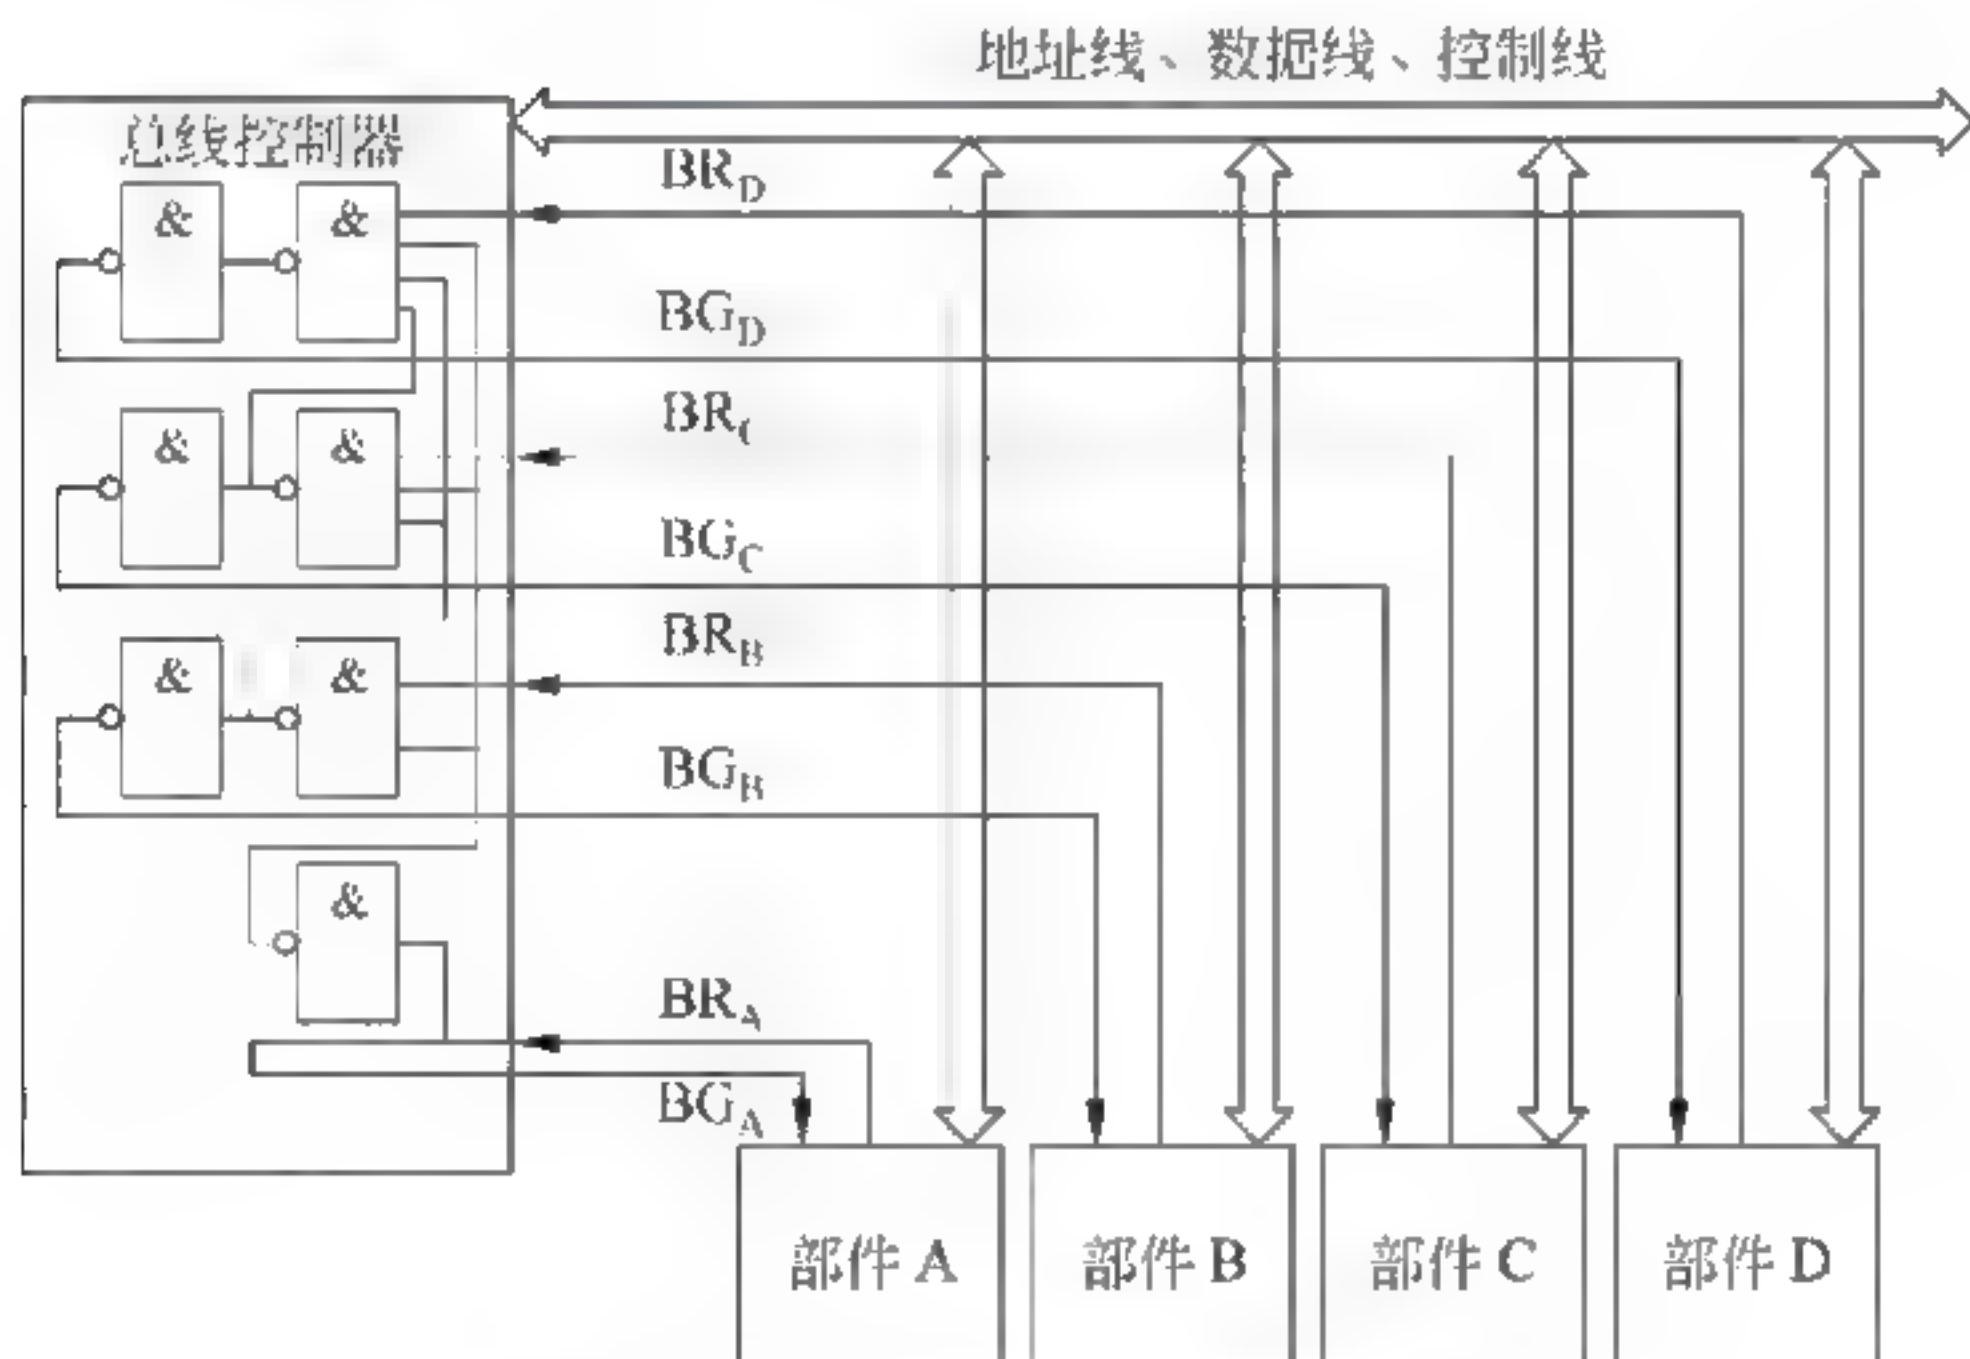 地址线、数据线、控制线
总线控制器
& &
BR_D
BG_D
& &
BR_C
BG_C
& &
BR_B
BG_B
&
BR_A
BG_A
部件 A
部件 B
部件 C
部件 D